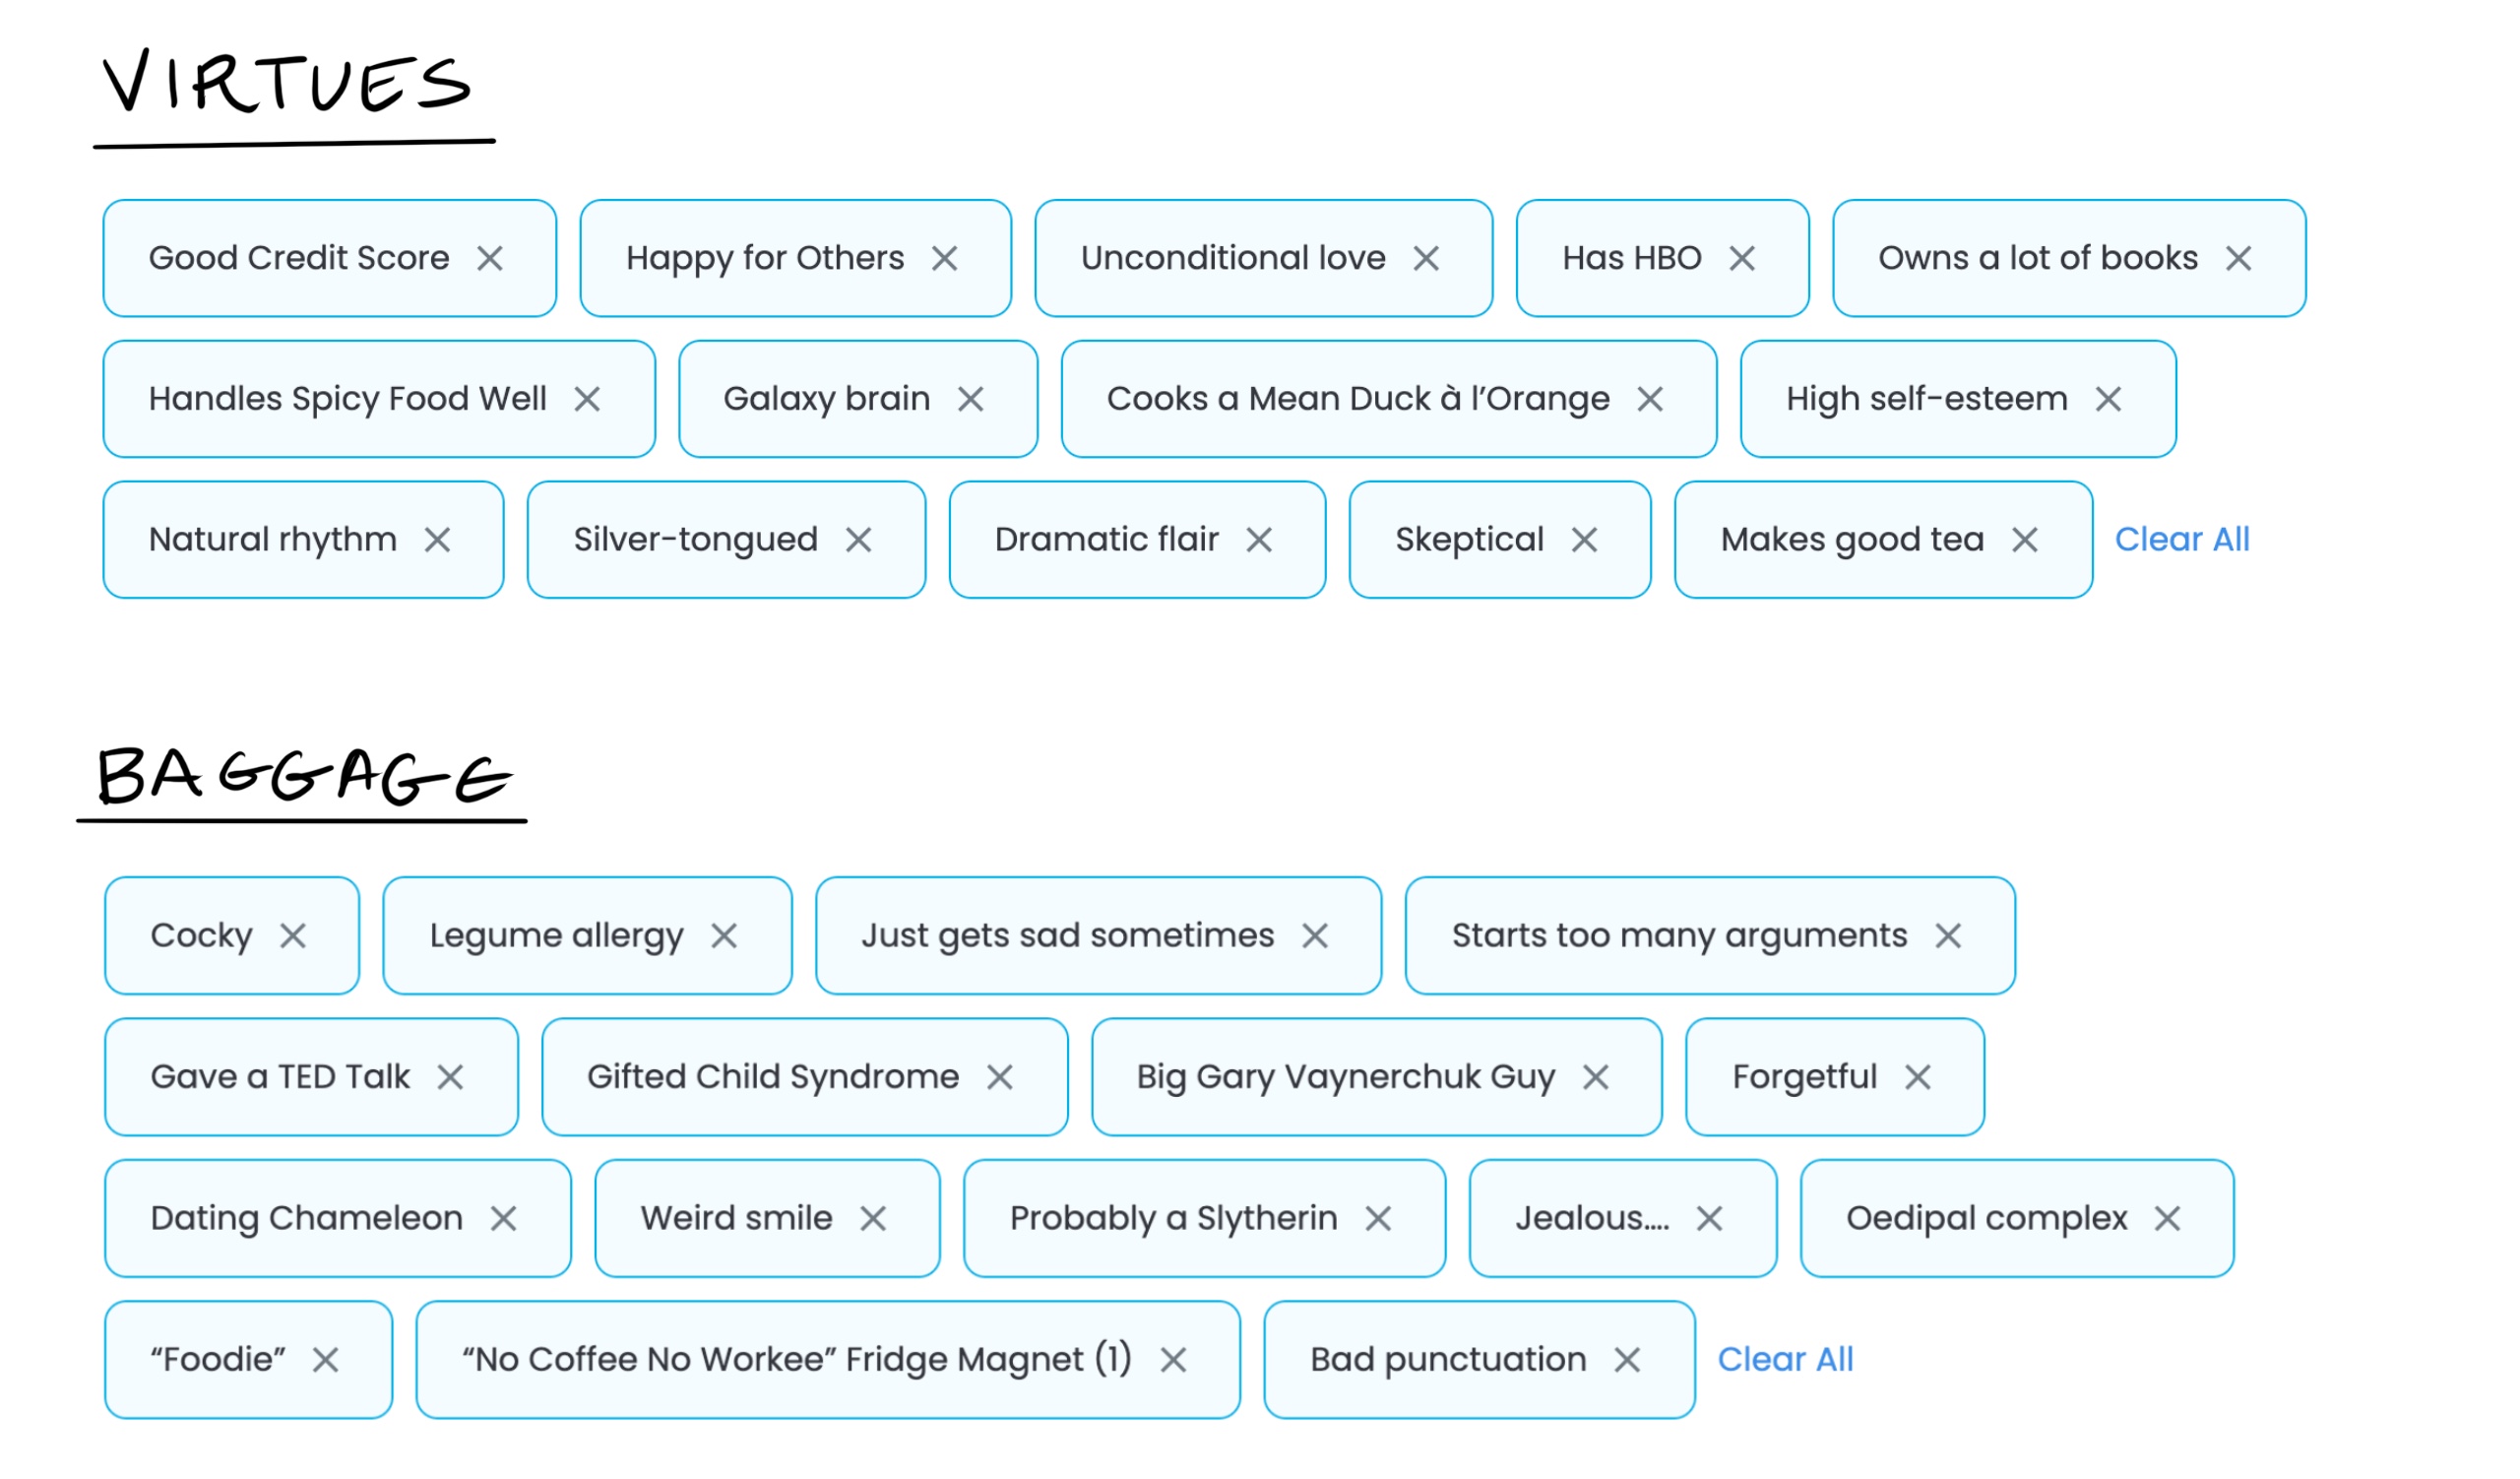 VIRTUES
Good Credit Score Happy for Others Unconditional love Has HBO Owns a lot of books
Handles Spicy Food Well Galaxy brain Cooks a Mean Duck à l’Orange High self-esteem
Natural rhythm Silver-tongued Dramatic flair Skeptical Makes good tea Clear All
BAGGAGE
Cocky Legume allergy Just gets sad sometimes Starts too many arguments
Gave a TED Talk Gifted Child Syndrome Big Gary Vaynerchuk Guy Forgetful
Dating Chameleon Weird smile Probably a Slytherin Jealous.... Oedipal complex
“Foodie” “No Coffee No Workee” Fridge Magnet (1) Bad punctuation Clear All